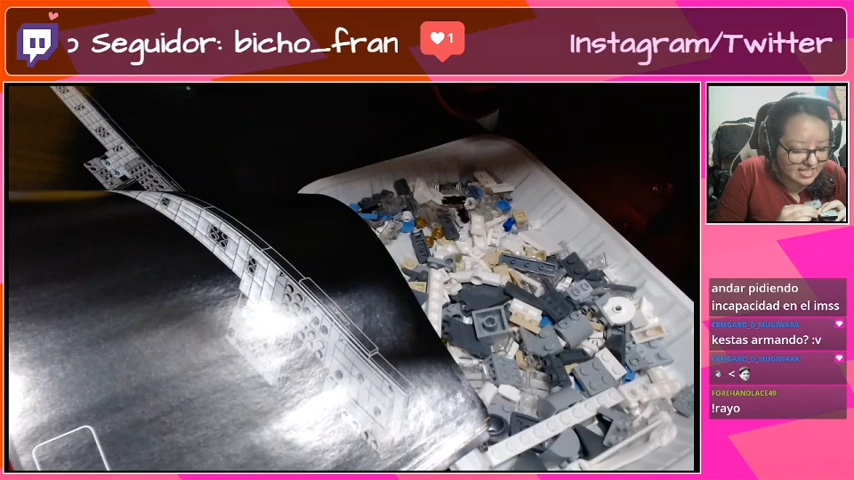 o Seguidor: bicho_fran
1
Instagram/Twitter
andar pidiendo
incapacidad en el imss
kestas armando? :v
<
FOREHANDLACE49
!rayo